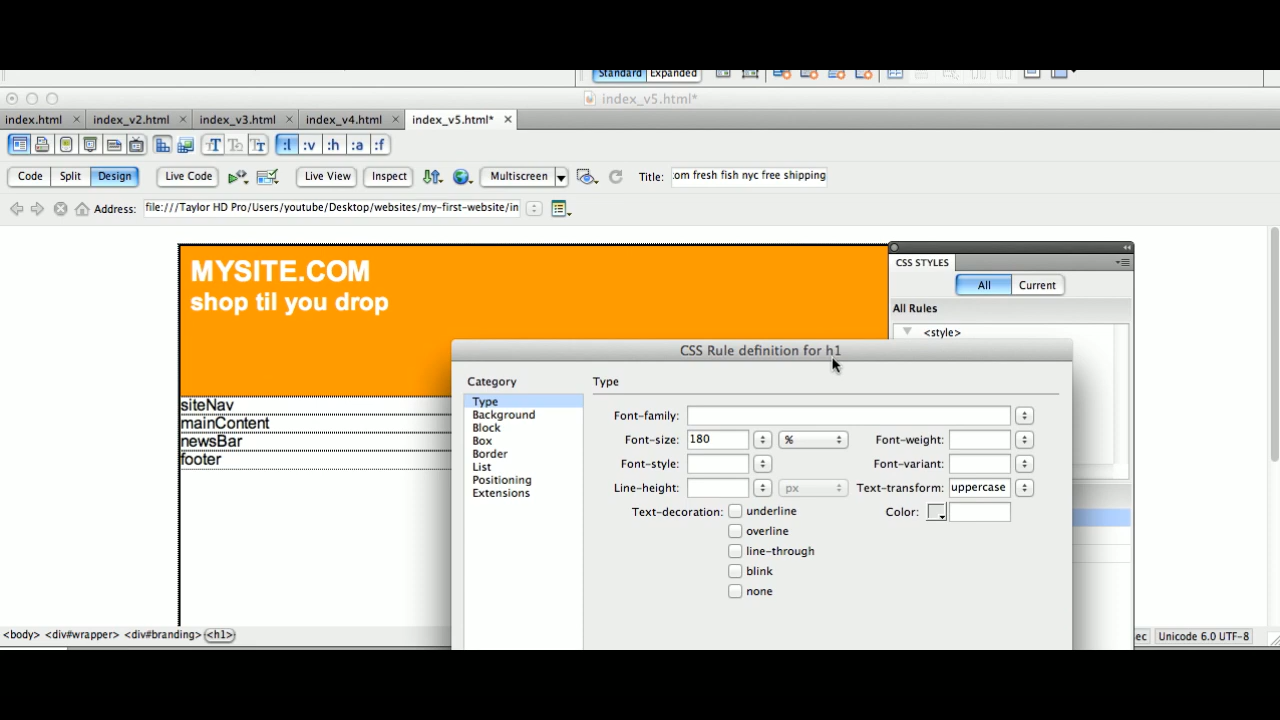 Standard Expanded
index_v5.html*
index.html × index_v2.html × index_v3.html × index_v4.html × index_v5.html* ×
:l :v :h :a :f
Code Split Design Live Code Live View Inspect Multiscreen Title: om fresh fish nyc free shipping
Address: file:///Taylor HD Pro/Users/youtube/Desktop/websites/my-first-website/in
MYSITE.COM
shop til you drop
CSS STYLES
All Current
All Rules
<style>
CSS Rule definition for h1
Category Type
Type
Background
Block
Box
Border
List
Positioning
Extensions
Font-family:
Font-size: 180 % Font-weight:
Font-style: Font-variant:
Line-height: px Text-transform: uppercase
Text-decoration: underline Color:
overline
line-through
blink
none
siteNav
mainContent
newsBar
footer
<body> <div#wrapper> <div#branding> <h1> ec Unicode 6.0 UTF-8